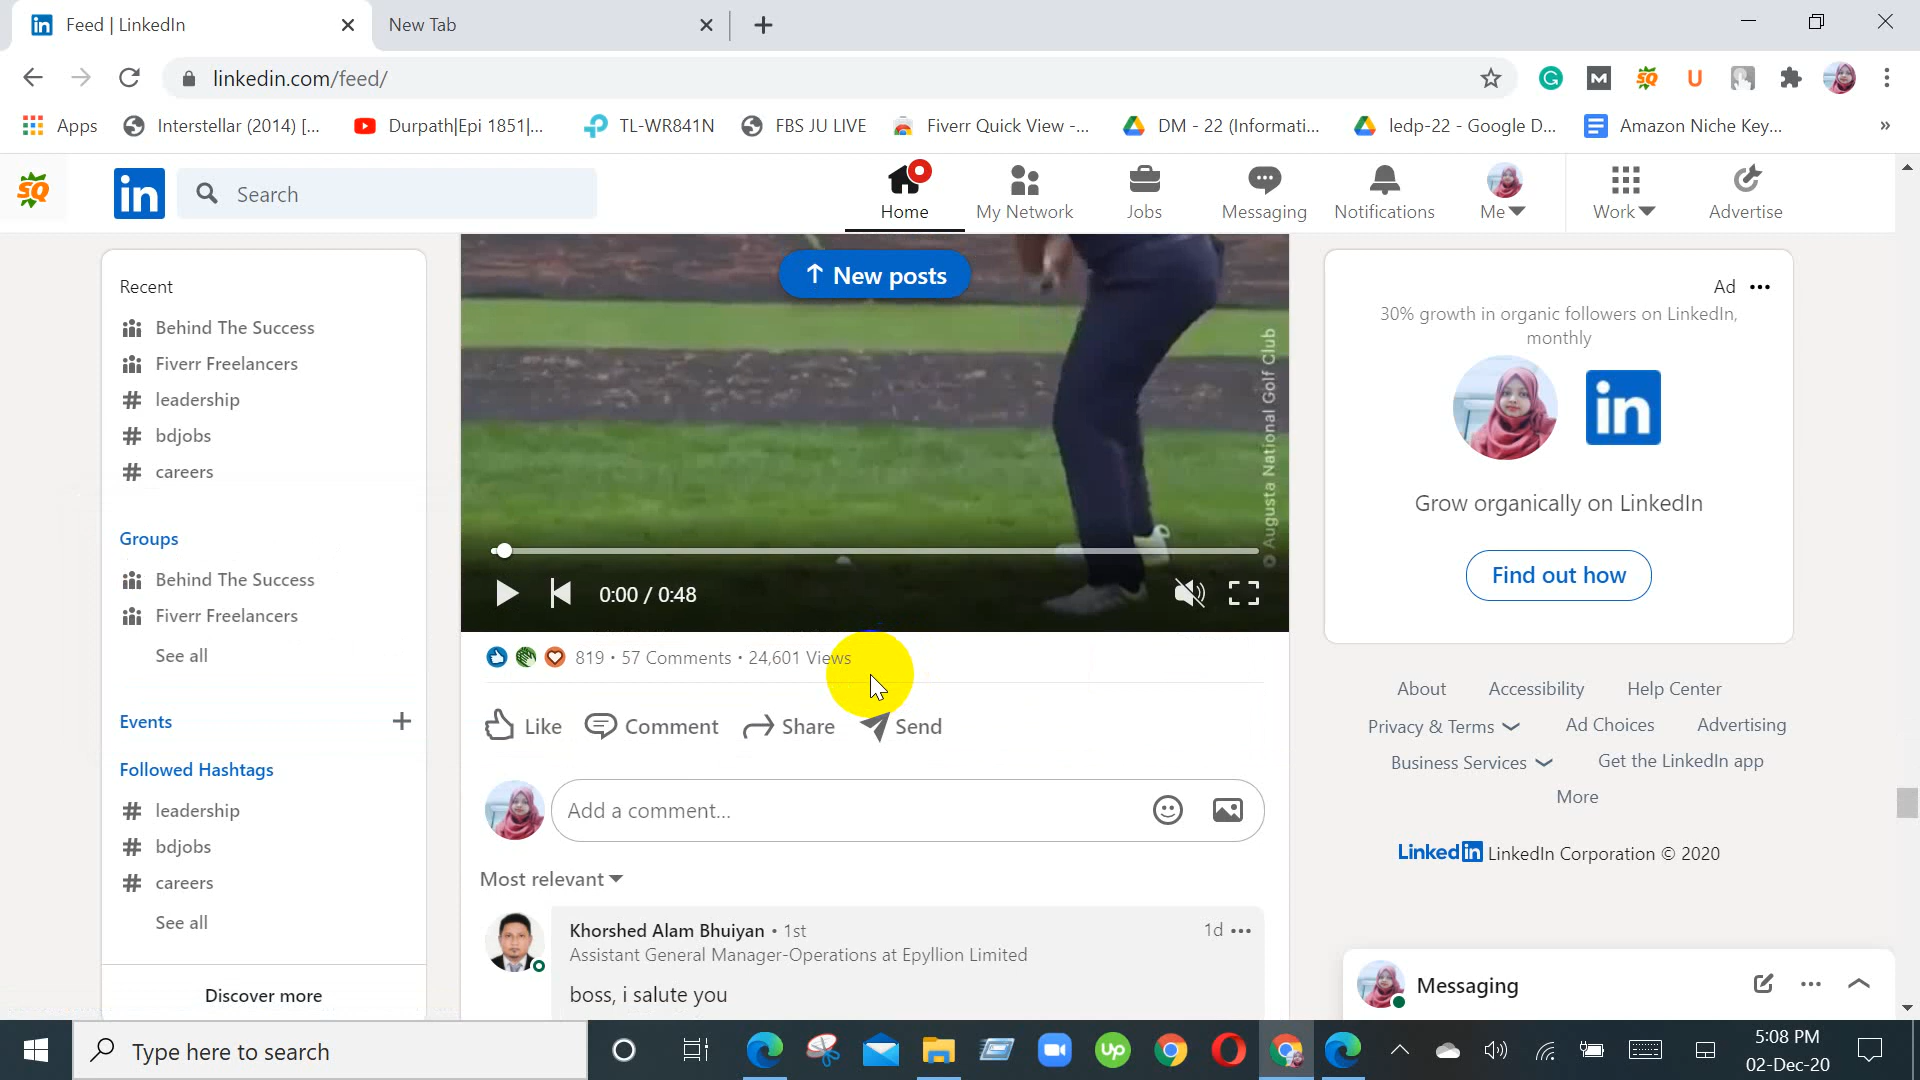 Feed | LinkedIn
New Tab
linkedin.com/feed/
Apps
Interstellar (2014) [...
Durpath|Epi 1851|...
TL-WR841N
FBS JU LIVE
Fiverr Quick View -...
DM - 22 (Informati...
ledp-22 - Google D...
Amazon Niche Key...
»
SQ
in
Search
Home
My Network
Jobs
Messaging
Notifications
Me
Work
Advertise
Recent
Behind The Success
Fiverr Freelancers
# leadership
# bdjobs
# careers
Groups
Behind The Success
Fiverr Freelancers
See all
Events +
Followed Hashtags
# leadership
# bdjobs
# careers
See all
Discover more
↑ New posts
© Augusta National Golf Club
0:00 / 0:48
819 · 57 Comments · 24,601 Views
Like
Comment
Share
Send
Add a comment...
Most relevant
Khorshed Alam Bhuiyan • 1st
1d
Assistant General Manager-Operations at Epyllion Limited
boss, i salute you
Ad
30% growth in organic followers on LinkedIn,
monthly
in
Grow organically on LinkedIn
Find out how
About
Accessibility
Help Center
Privacy & Terms
Ad Choices
Advertising
Business Services
Get the LinkedIn app
More
LinkedIn LinkedIn Corporation © 2020
Messaging
Type here to search
Up
5:08 PM
02-Dec-20